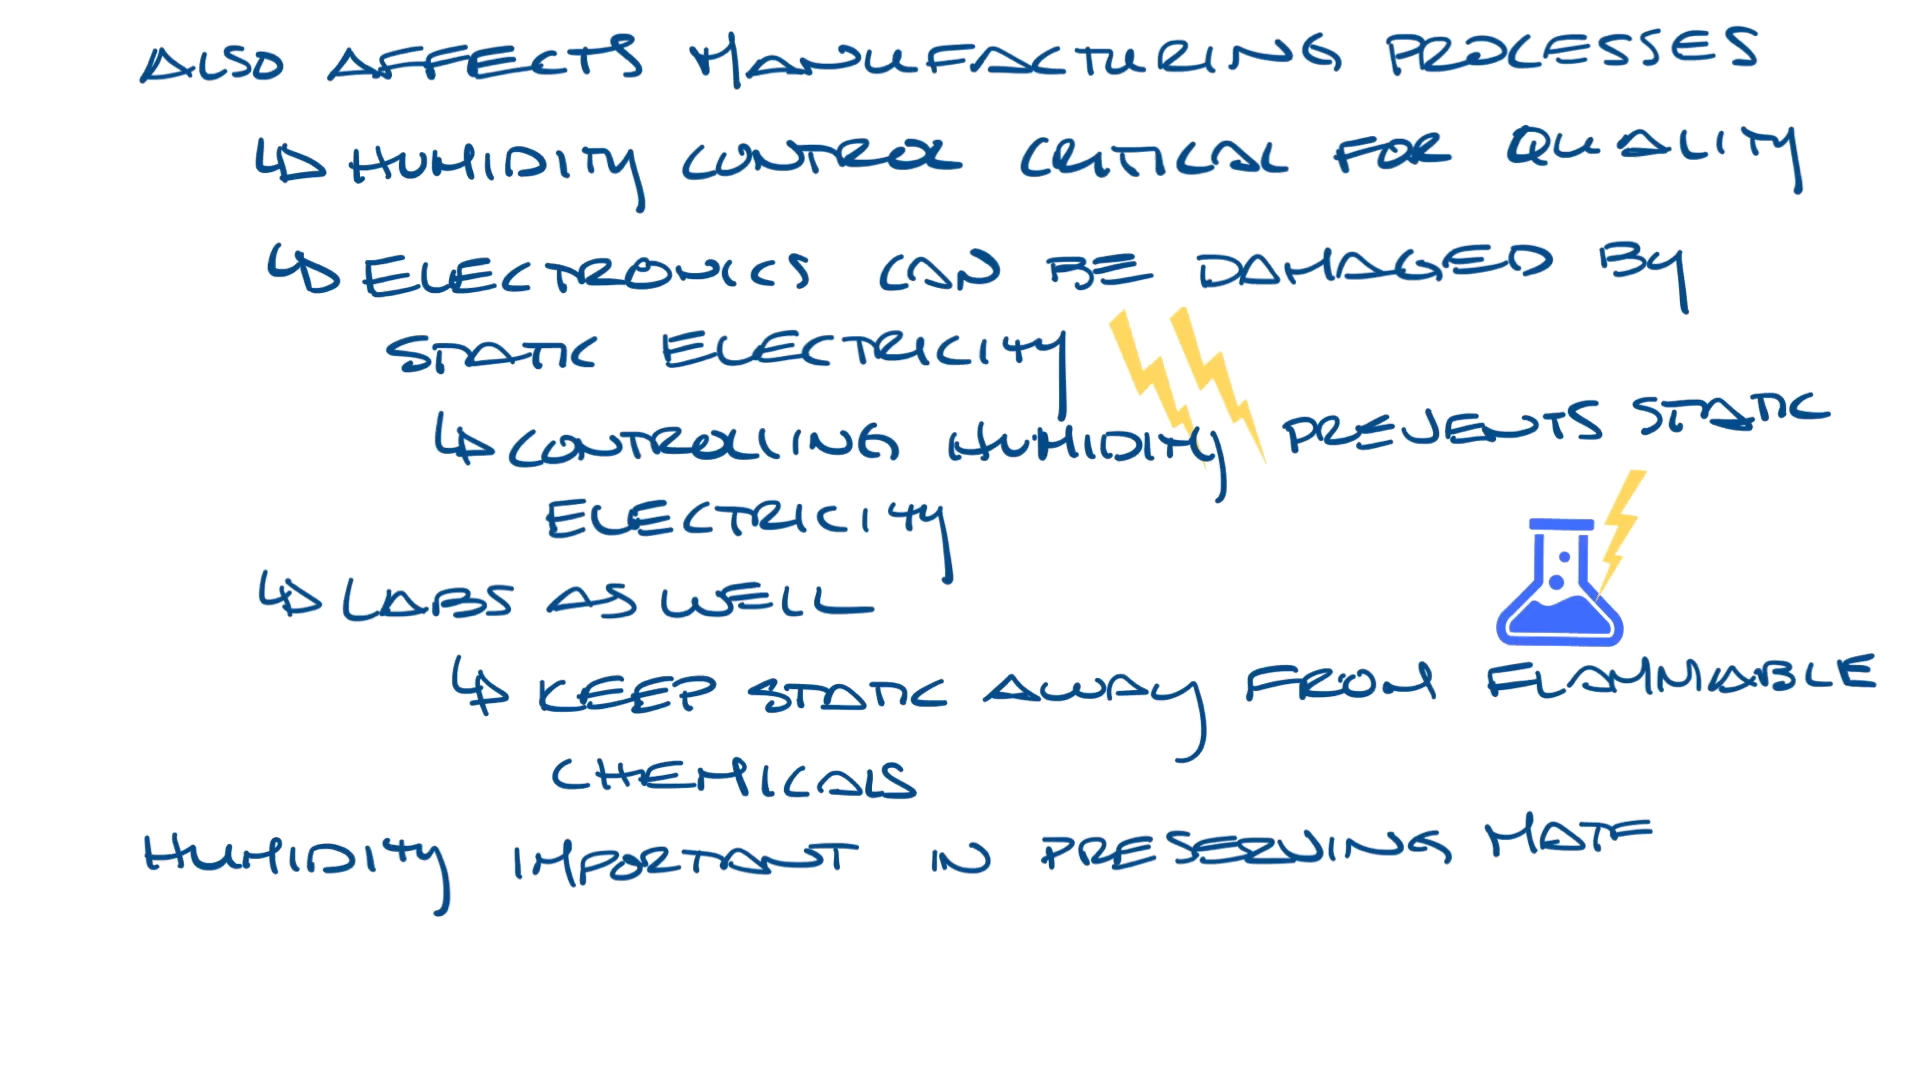 ALSO AFFECTS MANUFACTURING PROCESSES
↳ HUMIDITY CONTROL CRITICAL FOR QUALITY
↳ ELECTRONICS CAN BE DAMAGED BY
STATIC ELECTRICITY
↳ CONTROLLING HUMIDITY PREVENTS STATIC
ELECTRICITY
↳ LABS AS WELL
↳ KEEP STATIC AWAY FROM FLAMMABLE
CHEMICALS
HUMIDITY IMPORTANT IN PRESERVING MATE